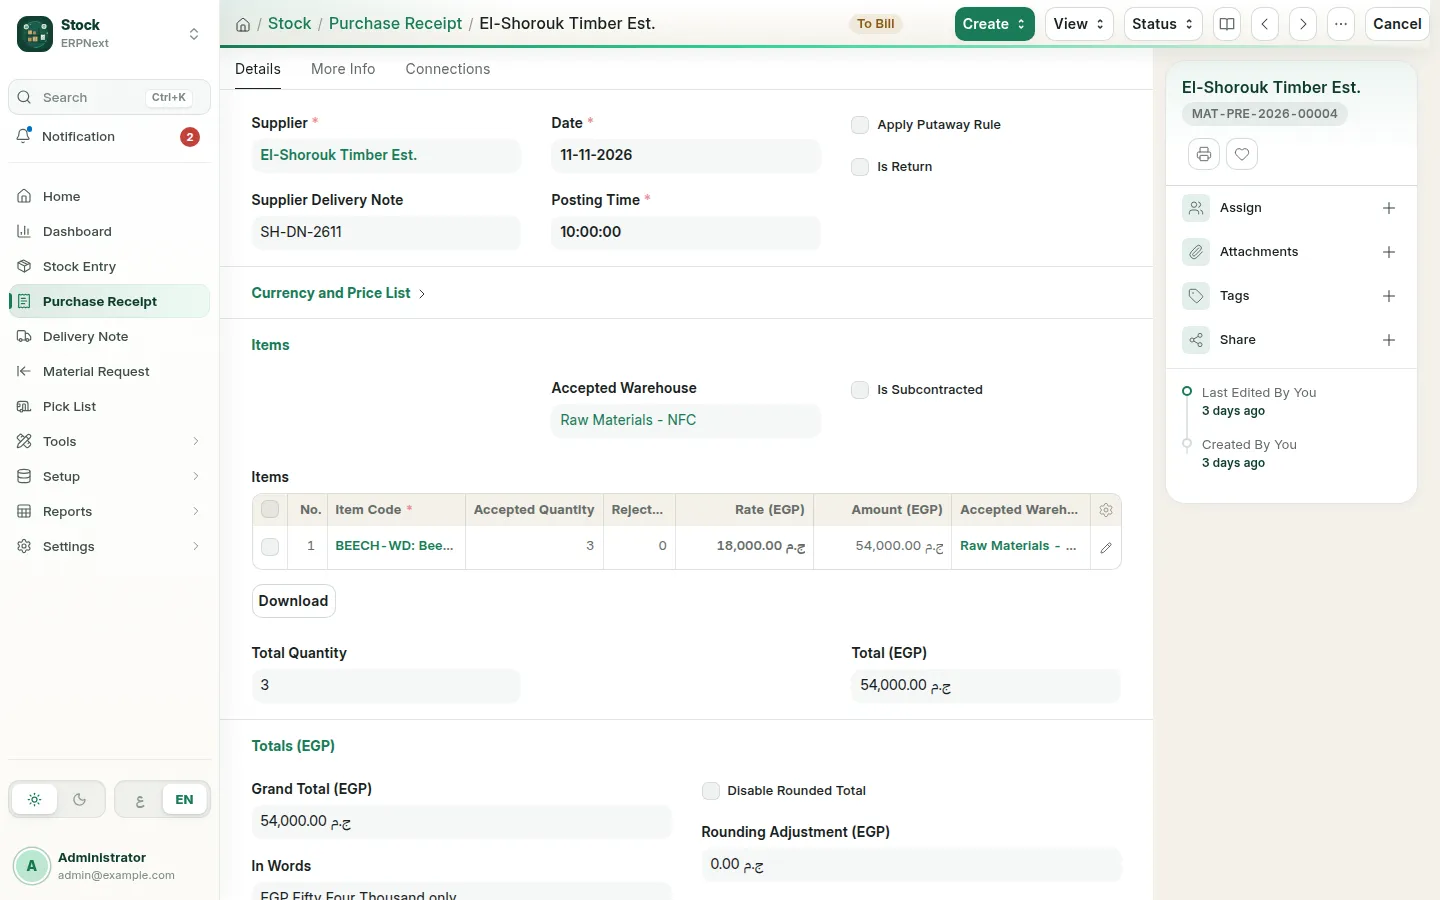 Stock
ERPNext
Search
Ctrl+K
Notification
2
Home
Dashboard
Stock Entry
Purchase Receipt
Delivery Note
Material Request
Pick List
Tools
Setup
Reports
Settings
ع
EN
A
Administrator
admin@example.com
/ Stock / Purchase Receipt / El-Shorouk Timber Est.
To Bill
Create
View
Status
Cancel
Details
More Info
Connections
Supplier *
El-Shorouk Timber Est.
Date *
11-11-2026
Apply Putaway Rule
Is Return
Supplier Delivery Note
SH-DN-2611
Posting Time *
10:00:00
Currency and Price List
Items
Accepted Warehouse
Raw Materials - NFC
Is Subcontracted
Items
No. Item Code * Accepted Quantity Reject... Rate (EGP) Amount (EGP) Accepted Wareh...
1 BEECH-WD: Bee... 3 0 18,000.00 ج.م 54,000.00 ج.م Raw Materials - ...
Download
Total Quantity
3
Total (EGP)
54,000.00 ج.م
Totals (EGP)
Grand Total (EGP)
54,000.00 ج.م
Disable Rounded Total
Rounding Adjustment (EGP)
0.00 ج.م
In Words
EGP Fifty Four Thousand only.
El-Shorouk Timber Est.
MAT-PRE-2026-00004
Assign
Attachments
Tags
Share
Last Edited By You
3 days ago
Created By You
3 days ago